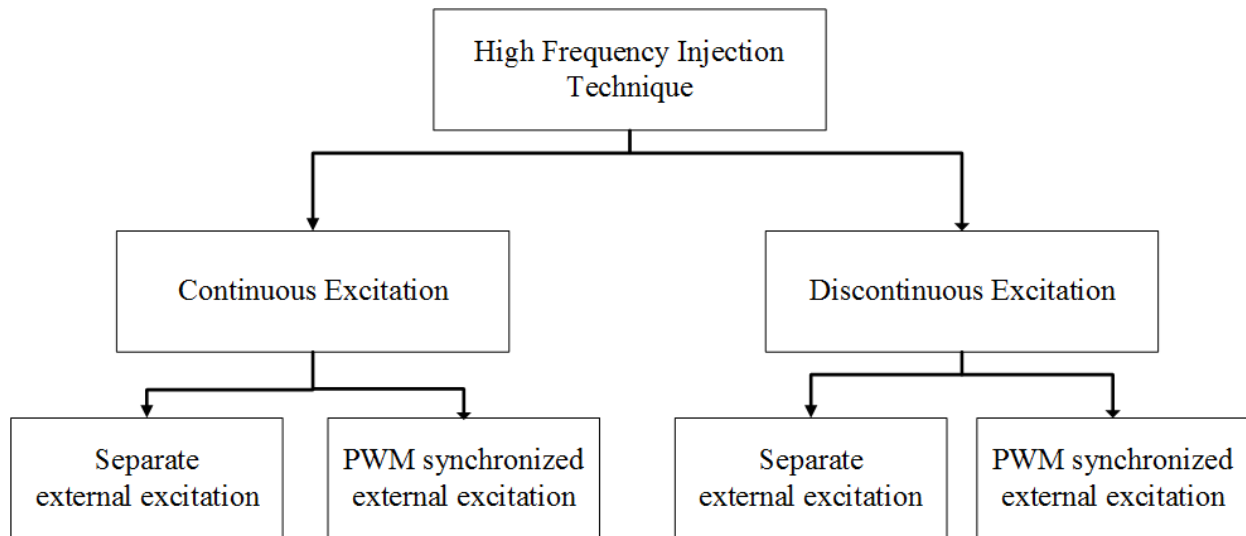 High Frequency Injection
Technique
Continuous Excitation
Discontinuous Excitation
Separate
external excitation
PWM synchronized
external excitation
Separate
external excitation
PWM synchronized
external excitation